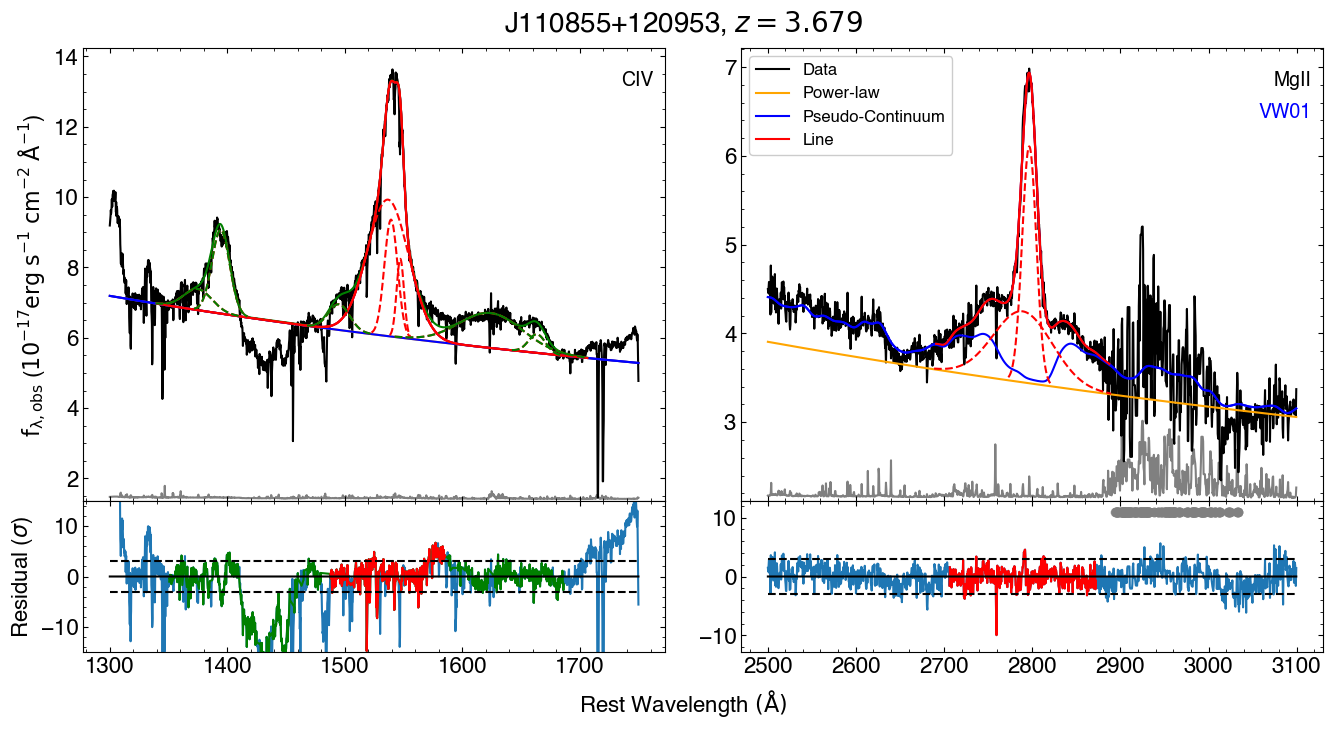 J110855+120953, z = 3.679
CIV
14
12
10
8
6
4
2
f_λ,obs (10⁻¹⁷erg s⁻¹ cm⁻² Å⁻¹)
MgII
VW01
Data
Power-law
Pseudo-Continuum
Line
7
6
5
4
3
10
0
−10
Residual (σ)
10
0
−10
1300 1400 1500 1600 1700
2500 2600 2700 2800 2900 3000 3100
Rest Wavelength (Å)